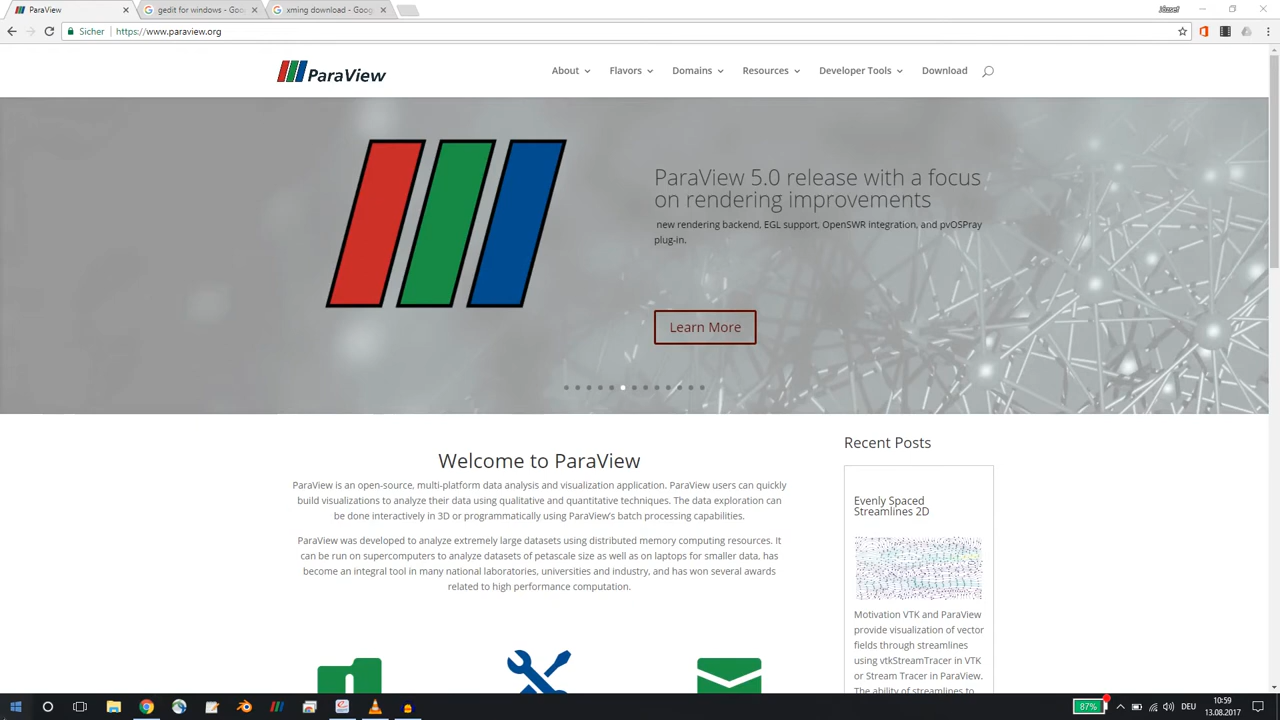 ParaView
gedit for windows - Goo
xming download - Goog
József
Sicher
https://www.paraview.org
ParaView
About
Flavors
Domains
Resources
Developer Tools
Download
ParaView 5.0 release with a focus
on rendering improvements
new rendering backend, EGL support, OpenSWR integration, and pvOSPray
plug-in.
Learn More
Welcome to ParaView
ParaView is an open-source, multi-platform data analysis and visualization application. ParaView users can quickly
build visualizations to analyze their data using qualitative and quantitative techniques. The data exploration can
be done interactively in 3D or programmatically using ParaView's batch processing capabilities.
ParaView was developed to analyze extremely large datasets using distributed memory computing resources. It
can be run on supercomputers to analyze datasets of petascale size as well as on laptops for smaller data, has
become an integral tool in many national laboratories, universities and industry, and has won several awards
related to high performance computation.
Recent Posts
Evenly Spaced
Streamlines 2D
Motivation VTK and ParaView
provide visualization of vector
fields through streamlines
using vtkStreamTracer in VTK
or Stream Tracer in ParaView.
The ability of streamlines to
87%
DEU
10:59
13.08.2017